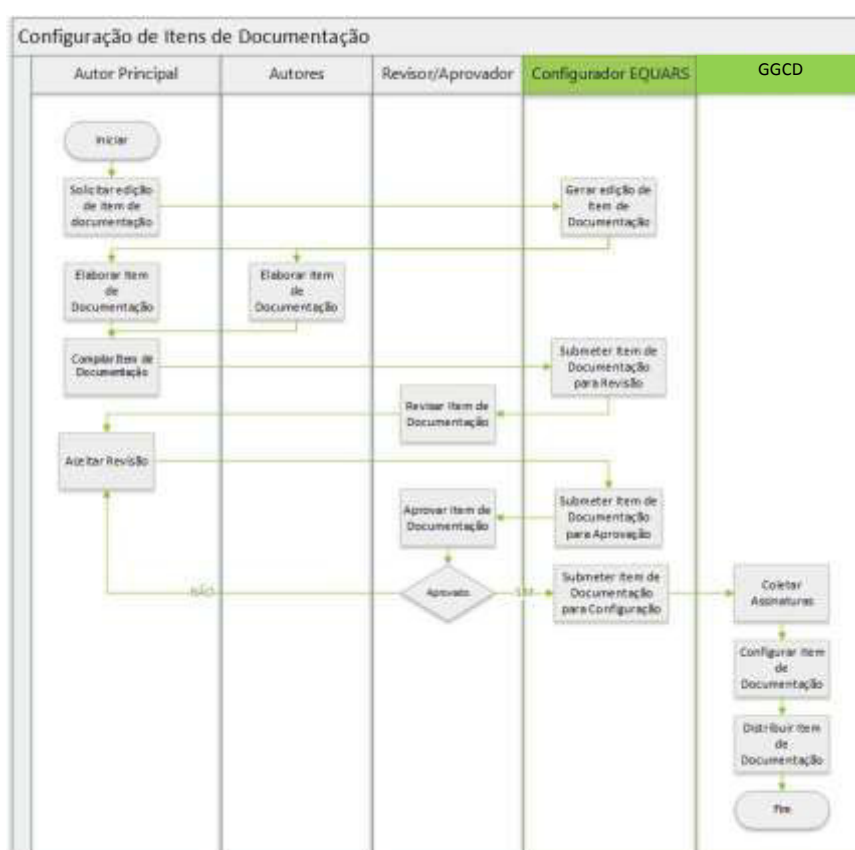 Configuração de Itens de Documentação
Autor Principal
Autores
Revisor/Aprovador
Configurador EQUARS
GGCD
Iniciar
Solicitar edição
de item de
documentação
Gerar edição de
Item de
Documentação
Elaborar Item
de
Documentação
Elaborar Item
de
Documentação
Compilar Item de
Documentação
Submeter Item de
Documentação
para Revisão
Revisar Item de
Documentação
Aceitar Revisão
Submeter Item de
Documentação
para Aprovação
Aprovar Item de
Documentação
Aprovado
NÃO
SIM
Submeter Item de
Documentação
para Configuração
Coletar
Assinaturas
Configurar Item
de
Documentação
Distribuir Item
de
Documentação
Fim